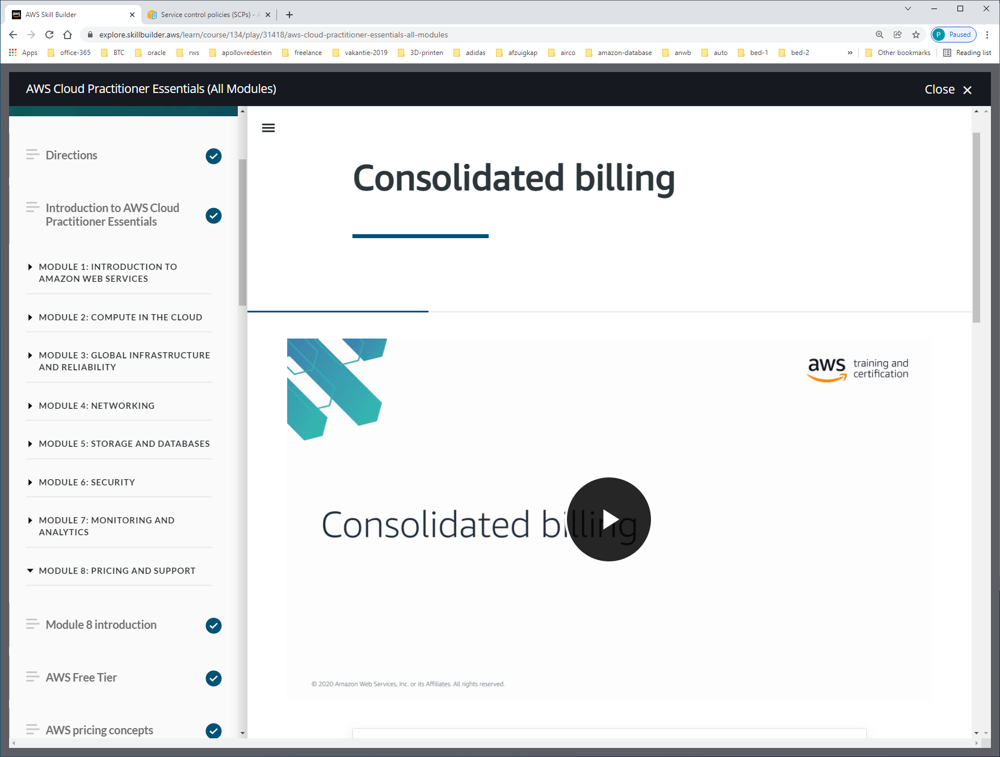 AWS Skill Builder
Service control policies (SCPs) -
explore.skillbuilder.aws/learn/course/134/play/31418/aws-cloud-practitioner-essentials-all-modules
P Paused
Apps office-365 BTC oracle rws apollovredestein freelance vakantie-2019 3D-printen adidas afzuigkap airco amazon-database anwb auto bed-1 bed-2 » Other bookmarks Reading list
AWS Cloud Practitioner Essentials (All Modules)
Close
Directions
Introduction to AWS Cloud
Practitioner Essentials
MODULE 1: INTRODUCTION TO
AMAZON WEB SERVICES
MODULE 2: COMPUTE IN THE CLOUD
MODULE 3: GLOBAL INFRASTRUCTURE
AND RELIABILITY
MODULE 4: NETWORKING
MODULE 5: STORAGE AND DATABASES
MODULE 6: SECURITY
MODULE 7: MONITORING AND
ANALYTICS
MODULE 8: PRICING AND SUPPORT
Module 8 introduction
AWS Free Tier
AWS pricing concepts
Consolidated billing
aws training and
certification
Consolidated billing
© 2020 Amazon Web Services, Inc. or its Affiliates. All rights reserved.